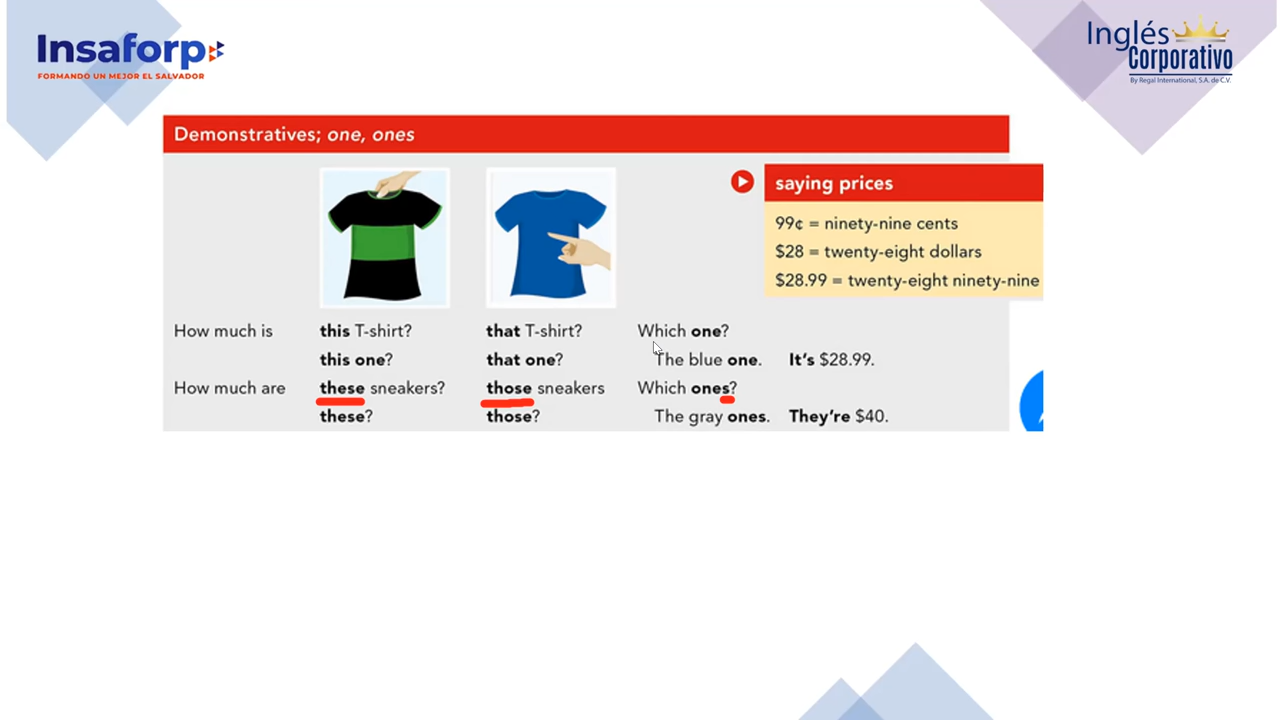 Insaforp
FORMANDO UN MEJOR EL SALVADOR
Inglés
Corporativo
By Regal International, S.A. de C.V.
Demonstratives; one, ones
saying prices
99¢ = ninety-nine cents
$28 = twenty-eight dollars
$28.99 = twenty-eight ninety-nine
How much is this T-shirt? that T-shirt? Which one?
this one? that one? The blue one. It's $28.99.
How much are these sneakers? those sneakers Which ones?
these? those? The gray ones. They're $40.